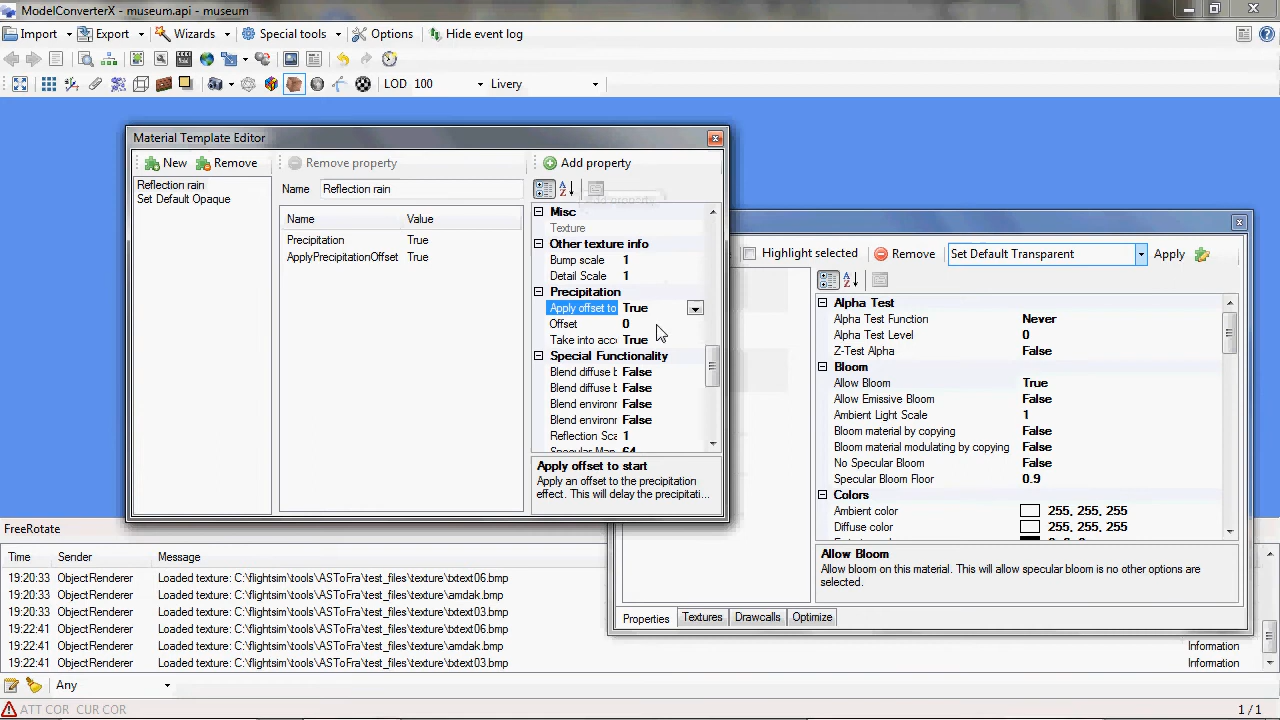 ModelConverterX - museum.api - museum
Import Export Wizards Special tools Options Hide event log
LOD 100 Livery
Material Template Editor
New Remove Remove property Add property
Reflection rain
Set Default Opaque
Name Reflection rain
Name Value
Precipitation True
ApplyPrecipitationOffset True
Misc
Texture
Other texture info
Bump scale 1
Detail Scale 1
Precipitation
Apply offset to True
Offset 0
Take into acc True
Special Functionality
Blend diffuse b False
Blend diffuse b False
Blend environr False
Blend environr False
Reflection Sca 1
Specular Map 64
Apply offset to start
Apply an offset to the precipitation
effect. This will delay the precipitati...
Highlight selected Remove Set Default Transparent Apply
Alpha Test
Alpha Test Function Never
Alpha Test Level 0
Z-Test Alpha False
Bloom
Allow Bloom True
Allow Emissive Bloom False
Ambient Light Scale 1
Bloom material by copying False
Bloom material modulating by copying False
No Specular Bloom False
Specular Bloom Floor 0.9
Colors
Ambient color 255, 255, 255
Diffuse color 255, 255, 255
Allow Bloom
Allow bloom on this material. This will allow specular bloom is no other options are
selected.
Properties Textures Drawcalls Optimize
FreeRotate
Time Sender Message
19:20:33 ObjectRenderer Loaded texture: C:\flightsim\tools\ASToFra\test_files\texture\txtext06.bmp
19:20:33 ObjectRenderer Loaded texture: C:\flightsim\tools\ASToFra\test_files\texture\amdak.bmp
19:20:33 ObjectRenderer Loaded texture: C:\flightsim\tools\ASToFra\test_files\texture\txtext03.bmp
19:22:41 ObjectRenderer Loaded texture: C:\flightsim\tools\ASToFra\test_files\texture\txtext06.bmp
19:22:41 ObjectRenderer Loaded texture: C:\flightsim\tools\ASToFra\test_files\texture\amdak.bmp Information
19:22:41 ObjectRenderer Loaded texture: C:\flightsim\tools\ASToFra\test_files\texture\txtext03.bmp Information
Any
ATT COR CUR COR 1 / 1